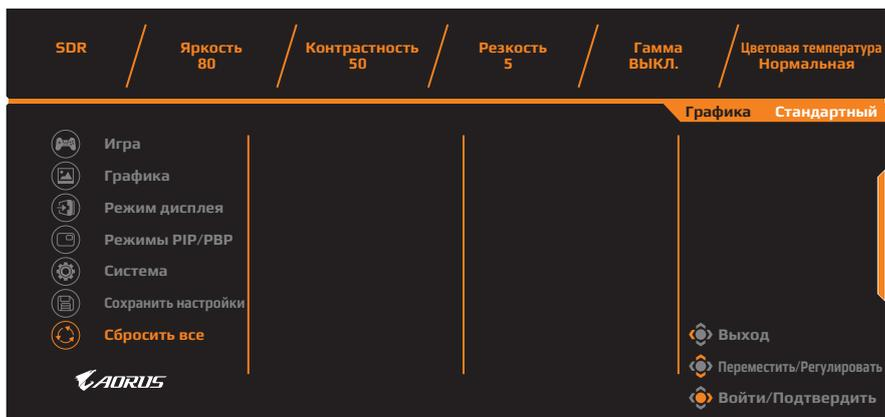 SDR
Яркость
80
Контрастность
50
Резкость
5
Гамма
ВЫКЛ.
Цветовая температура
Нормальная
Графика Стандартный
Игра
Графика
Режим дисплея
Режимы PIP/PBP
Система
Сохранить настройки
Сбросить все
AORUS
Выход
Переместить/Регулировать
Войти/Подтвердить